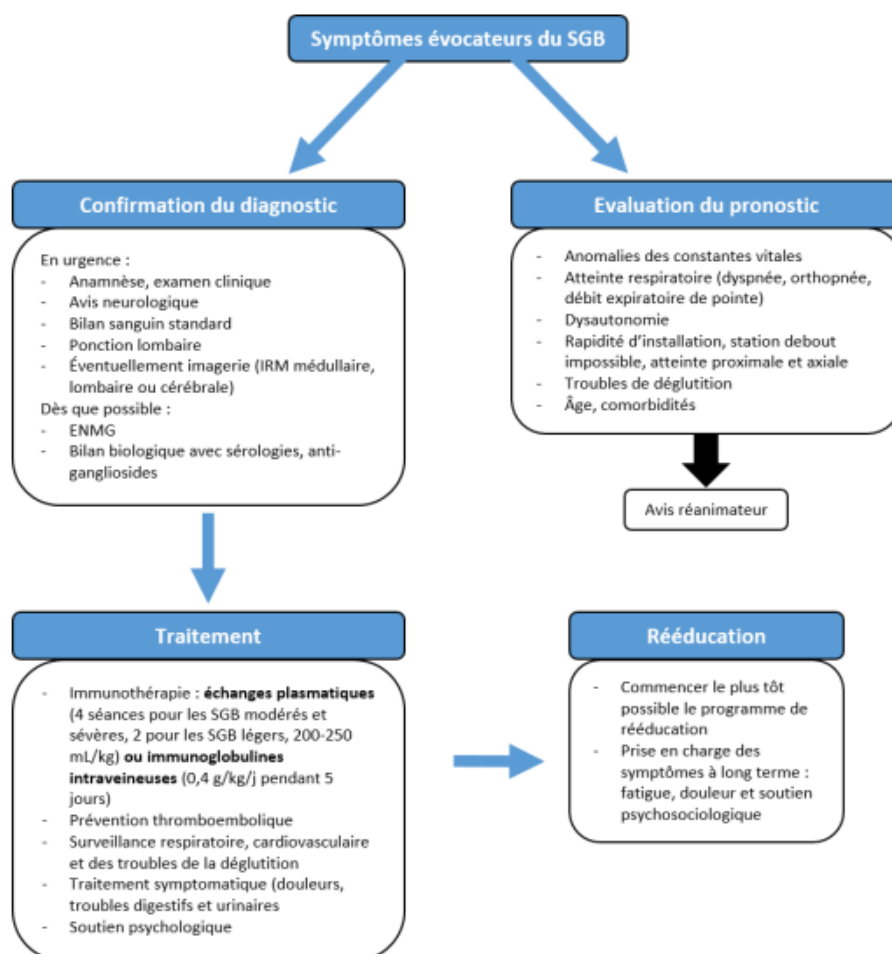 Symptômes évocateurs du SGB
Confirmation du diagnostic
En urgence :
- Anamnèse, examen clinique
- Avis neurologique
- Bilan sanguin standard
- Ponction lombaire
- Éventuellement imagerie (IRM médullaire,
lombaire ou cérébrale)
Dès que possible :
- ENMG
- Bilan biologique avec sérologies, anti-
gangliosides
Evaluation du pronostic
- Anomalies des constantes vitales
- Atteinte respiratoire (dyspnée, orthopnée,
débit expiratoire de pointe)
- Dysautonomie
- Rapidité d'installation, station debout
impossible, atteinte proximale et axiale
- Troubles de déglutition
- Âge, comorbidités
Avis réanimateur
Traitement
- Immunothérapie : échanges plasmatiques
(4 séances pour les SGB modérés et
sévères, 2 pour les SGB légers, 200-250
mL/kg) ou immunoglobulines
intraveineuses (0,4 g/kg/j pendant 5
jours)
- Prévention thromboembolique
- Surveillance respiratoire, cardiovasculaire
et des troubles de la déglutition
- Traitement symptomatique (douleurs,
troubles digestifs et urinaires
- Soutien psychologique
Rééducation
- Commencer le plus tôt
possible le programme de
rééducation
- Prise en charge des
symptômes à long terme :
fatigue, douleur et soutien
psychosociologique